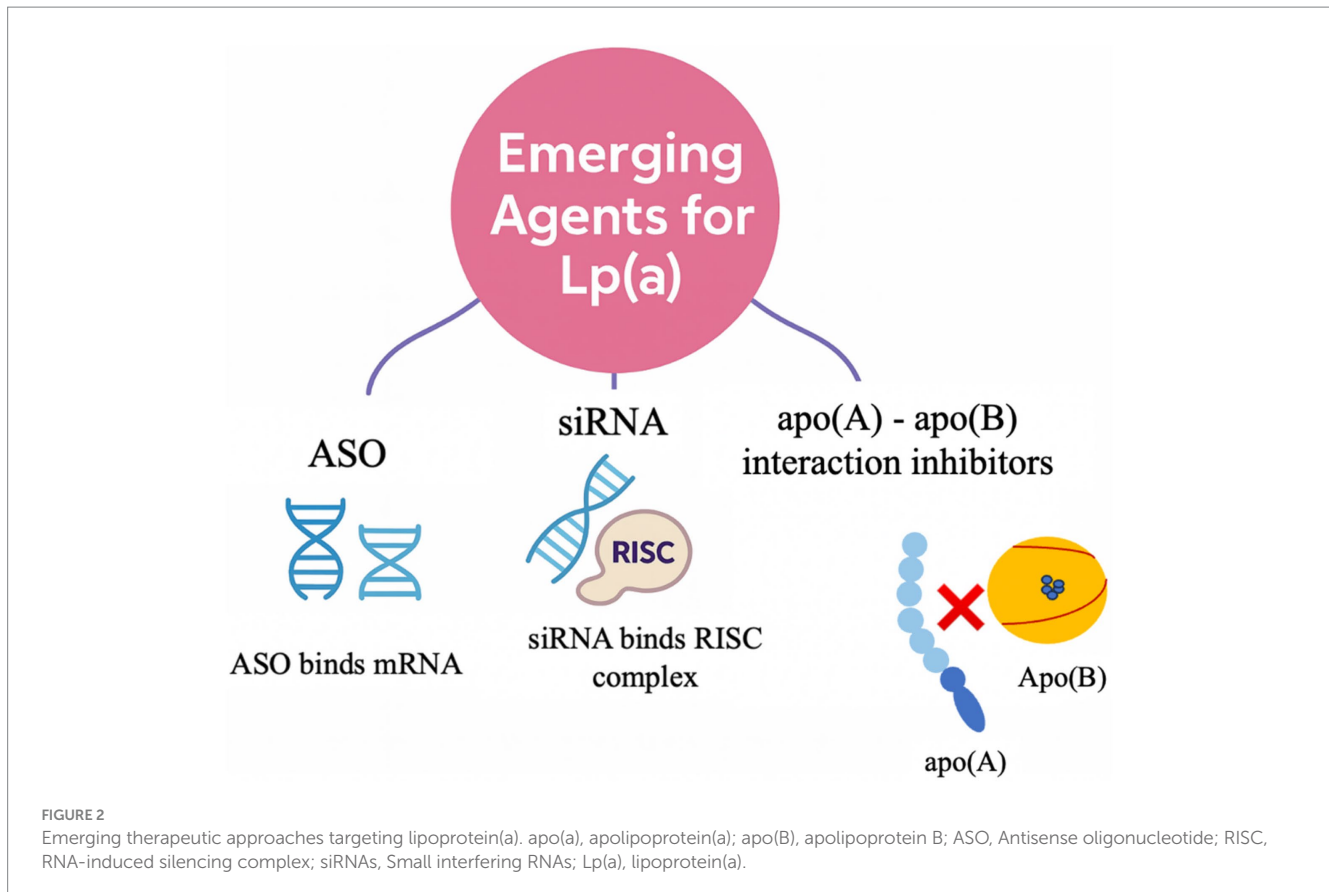 Emerging
Agents for
Lp(a)
ASO
siRNA
apo(A) - apo(B)
interaction inhibitors
RISC
ASO binds mRNA
siRNA binds RISC
complex
Apo(B)
apo(A)
FIGURE 2
Emerging therapeutic approaches targeting lipoprotein(a). apo(a), apolipoprotein(a); apo(B), apolipoprotein B; ASO, Antisense oligonucleotide; RISC,
RNA-induced silencing complex; siRNAs, Small interfering RNAs; Lp(a), lipoprotein(a).